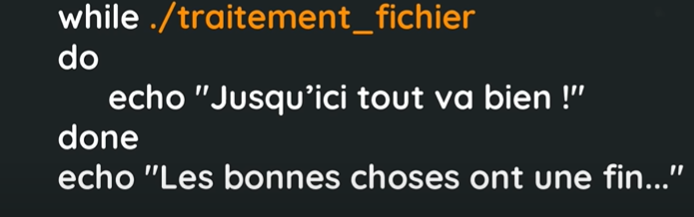 while ./traitement_fichier
do
echo "Jusqu'ici tout va bien !"
done
echo "Les bonnes choses ont une fin..."